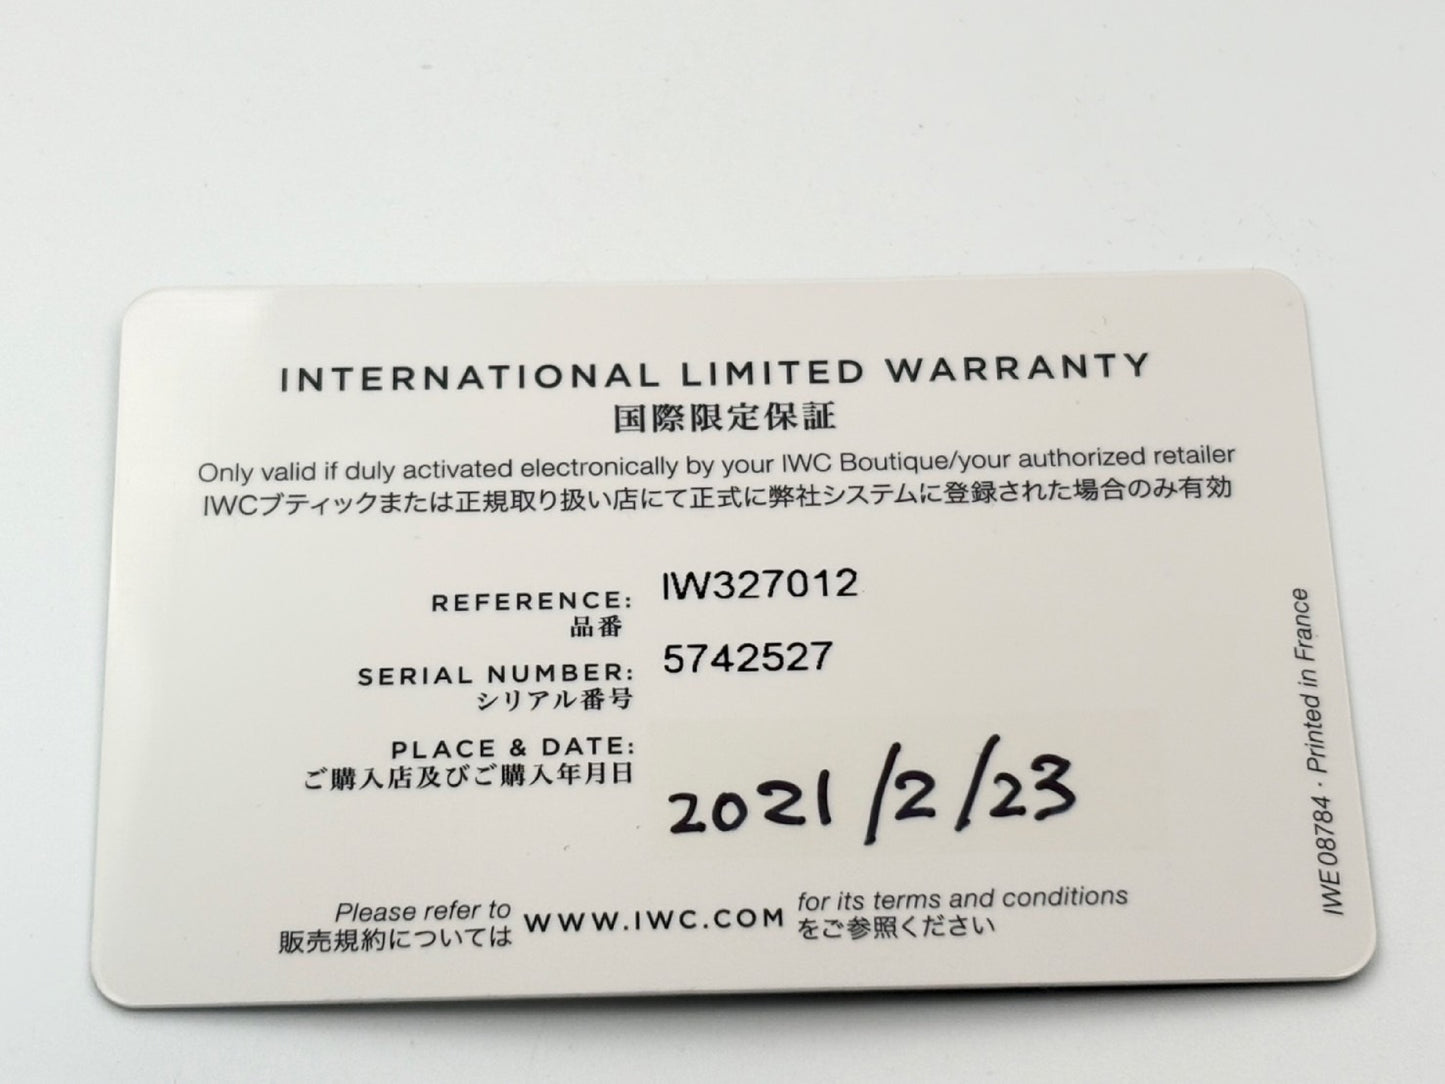 INTERNATIONAL LIMITED WARRANTY
国際限定保証
Only valid if duly activated electronically by your IWC Boutique/your authorized retailer
IWCブティックまたは正規取り扱い店にて正式に弊社システムに登録された場合のみ有効
REFERENCE: IW327012
品番
SERIAL NUMBER: 5742527
シリアル番号
PLACE & DATE:
ご購入店及びご購入年月日
2021/2/23
Please refer to WWW.IWC.COM for its terms and conditions
販売規約については をご参照ください
IWE08784 · Printed in France